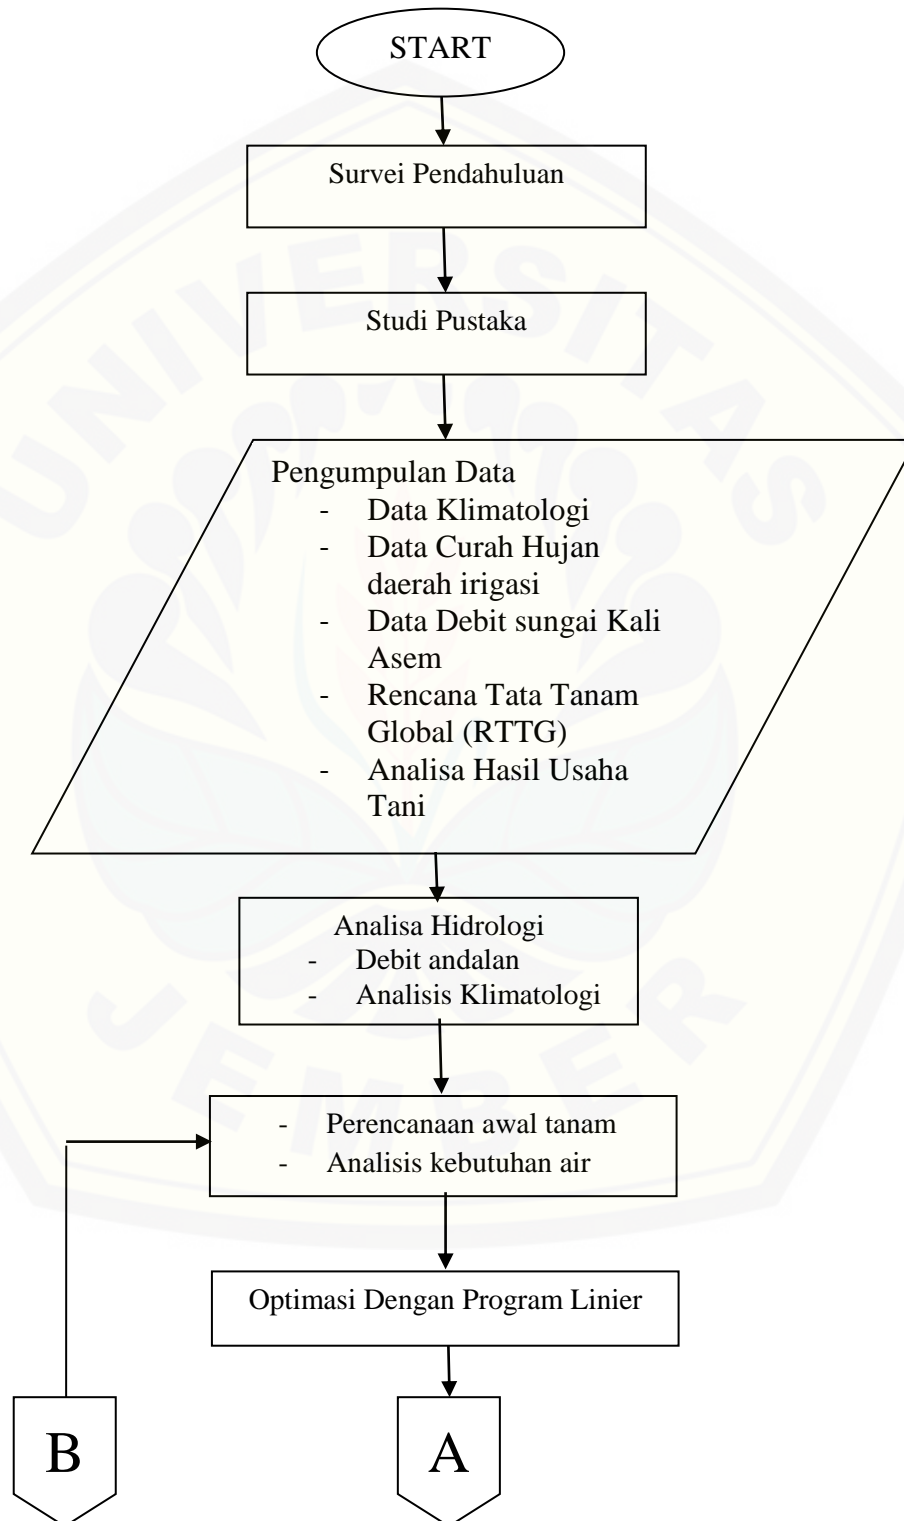 START
Survei Pendahuluan
Studi Pustaka
Pengumpulan Data
- Data Klimatologi
- Data Curah Hujan
daerah irigasi
- Data Debit sungai Kali
Asem
- Rencana Tata Tanam
Global (RTTG)
- Analisa Hasil Usaha
Tani
Analisa Hidrologi
- Debit andalan
- Analisis Klimatologi
- Perencanaan awal tanam
- Analisis kebutuhan air
Optimasi Dengan Program Linier
B
A
UNIVERSITAS
JEMBER